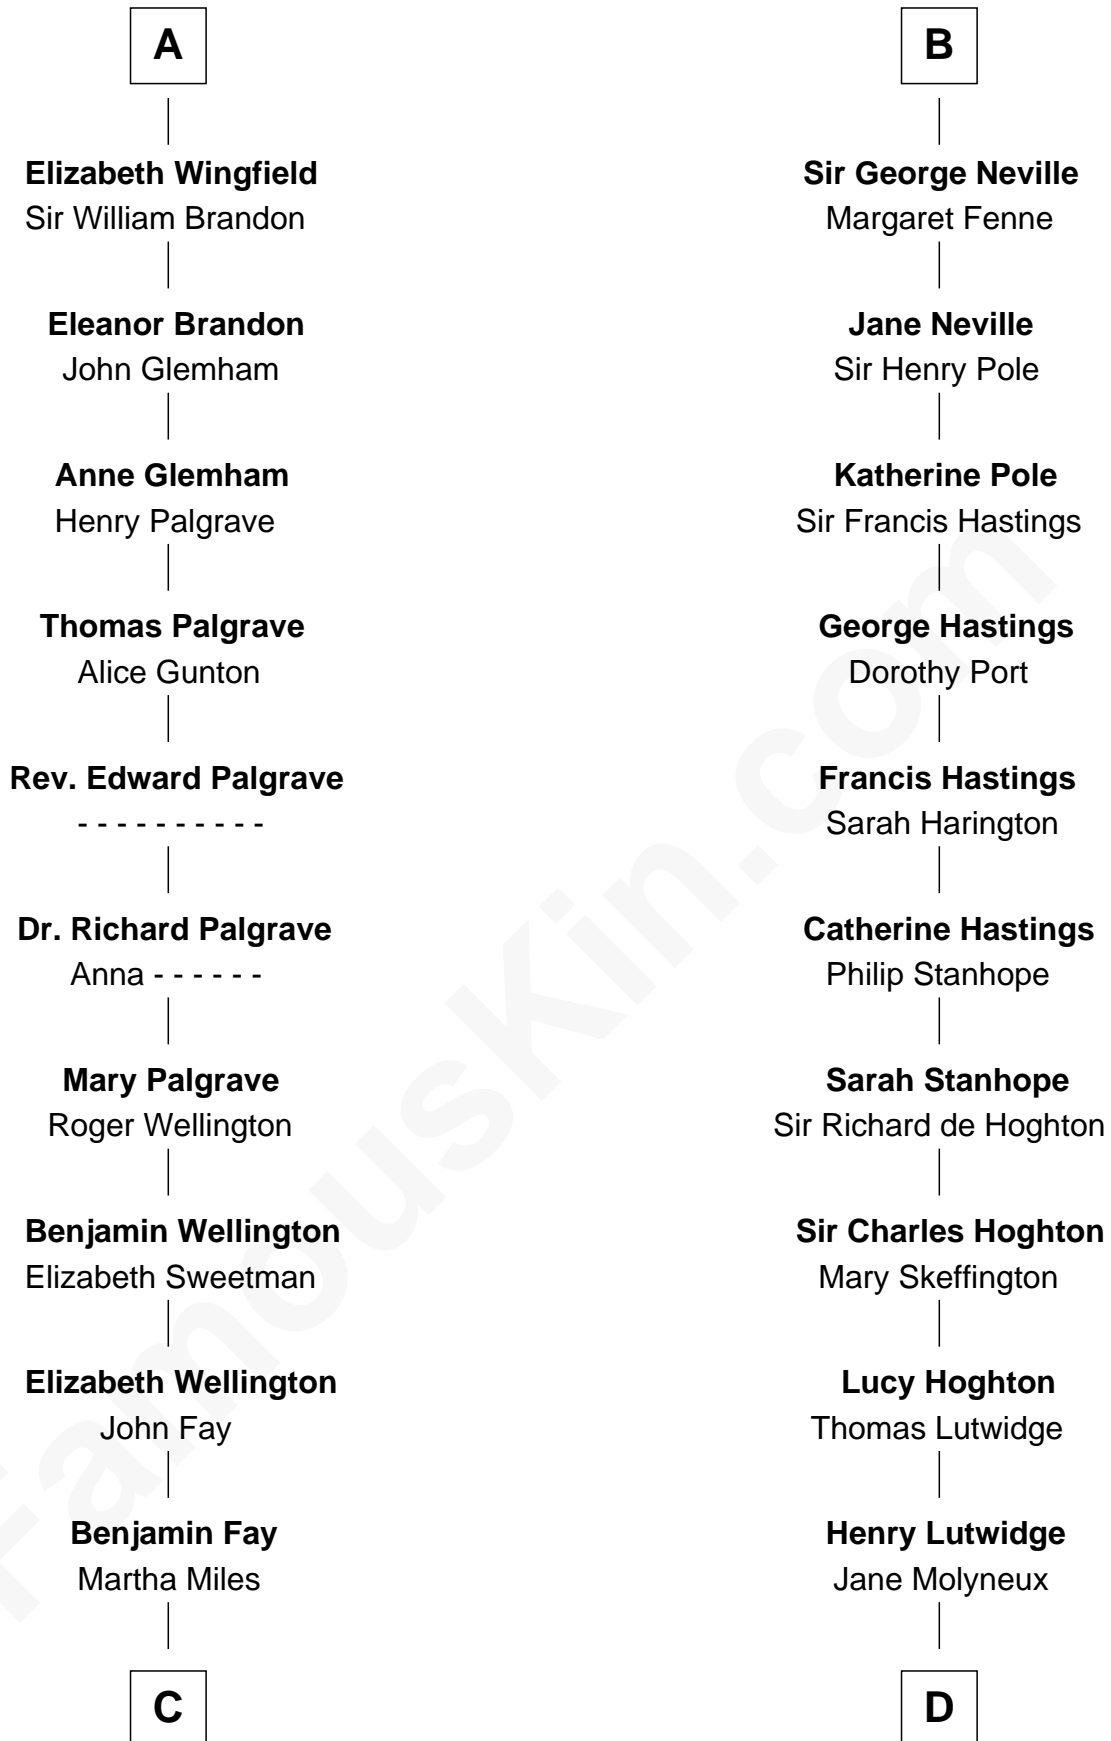 A
Elizabeth Wingfield
Sir William Brandon
Eleanor Brandon
John Glemham
Anne Glemham
Henry Palgrave
Thomas Palgrave
Alice Gunton
Rev. Edward Palgrave
- - - - - - - - - -
Dr. Richard Palgrave
Anna - - - - - -
Mary Palgrave
Roger Wellington
Benjamin Wellington
Elizabeth Sweetman
Elizabeth Wellington
John Fay
Benjamin Fay
Martha Miles
C
B
Sir George Neville
Margaret Fenne
Jane Neville
Sir Henry Pole
Katherine Pole
Sir Francis Hastings
George Hastings
Dorothy Port
Francis Hastings
Sarah Harington
Catherine Hastings
Philip Stanhope
Sarah Stanhope
Sir Richard de Hoghton
Sir Charles Hoghton
Mary Skeffington
Lucy Hoghton
Thomas Lutwidge
Henry Lutwidge
Jane Molyneux
D
FamousKin.com